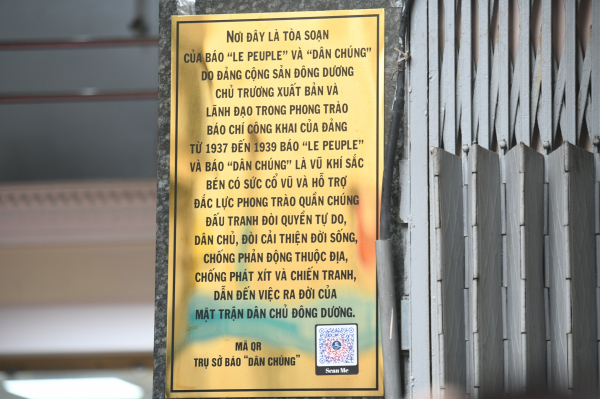 NƠI ĐÂY LÀ TÒA SOẠN
CỦA BÁO "LE PEUPLE" VÀ "DÂN CHÚNG"
DO ĐẢNG CỘNG SẢN ĐÔNG DƯƠNG
CHỦ TRƯƠNG XUẤT BẢN VÀ
LÃNH ĐẠO TRONG PHONG TRÀO
BÁO CHÍ CÔNG KHAI CỦA ĐẢNG
TỪ 1937 ĐẾN 1939 BÁO "LE PEUPLE"
VÀ BÁO "DÂN CHÚNG" LÀ VŨ KHÍ SẮC
BÉN CÓ SỨC CỔ VŨ VÀ HỖ TRỢ
ĐẮC LỰC PHONG TRÀO QUẦN CHÚNG
ĐẤU TRANH ĐÒI QUYỀN TỰ DO,
DÂN CHỦ, ĐÒI CẢI THIỆN ĐỜI SỐNG,
CHỐNG PHẢN ĐỘNG THUỘC ĐỊA,
CHỐNG PHÁT XÍT VÀ CHIẾN TRANH,
DẪN ĐẾN VIỆC RA ĐỜI CỦA
MẶT TRẬN DÂN CHỦ ĐÔNG DƯƠNG.
MÃ QR
TRỤ SỞ BÁO "DÂN CHÚNG"
Scan Me